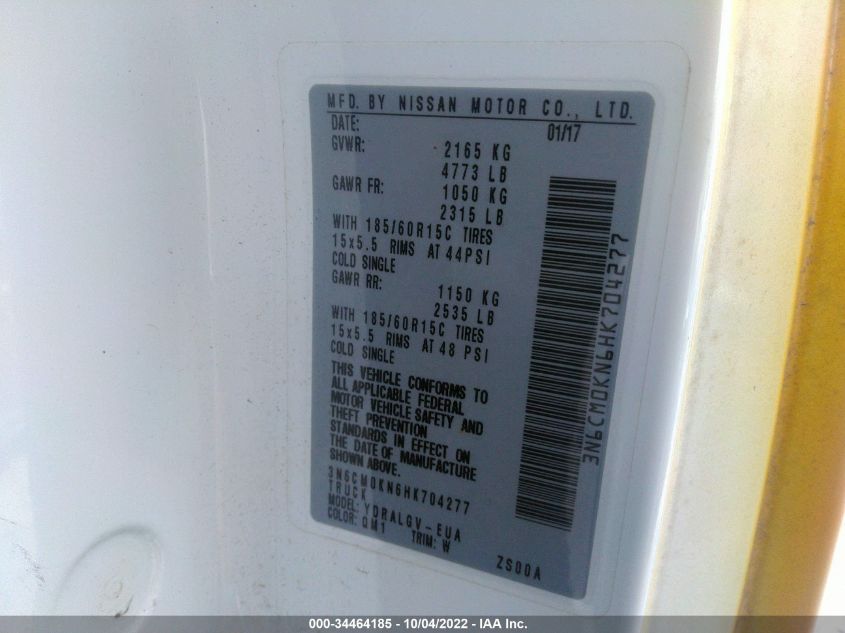 MFD. BY NISSAN MOTOR CO., LTD.
DATE: 01/17
GVWR: 2165 KG
4773 LB
GAWR FR: 1050 KG
2315 LB
WITH 185/60R15C TIRES
15x5.5 RIMS AT 44PSI
COLD SINGLE
GAWR RR: 1150 KG
2535 LB
WITH 185/60R15C TIRES
15x5.5 RIMS AT 48 PSI
COLD SINGLE
THIS VEHICLE CONFORMS TO
ALL APPLICABLE FEDERAL
MOTOR VEHICLE SAFETY AND
THEFT PREVENTION
STANDARDS IN EFFECT ON
THE DATE OF MANUFACTURE
SHOWN ABOVE.
3N6CM0KN6HK704277
TRUCK
MODEL: YDRALGV-EUA
COLOR: QM1 TRIM: W
ZS00A
3N6CM0KN6HK704277
000-34464185 - 10/04/2022 - IAA Inc.